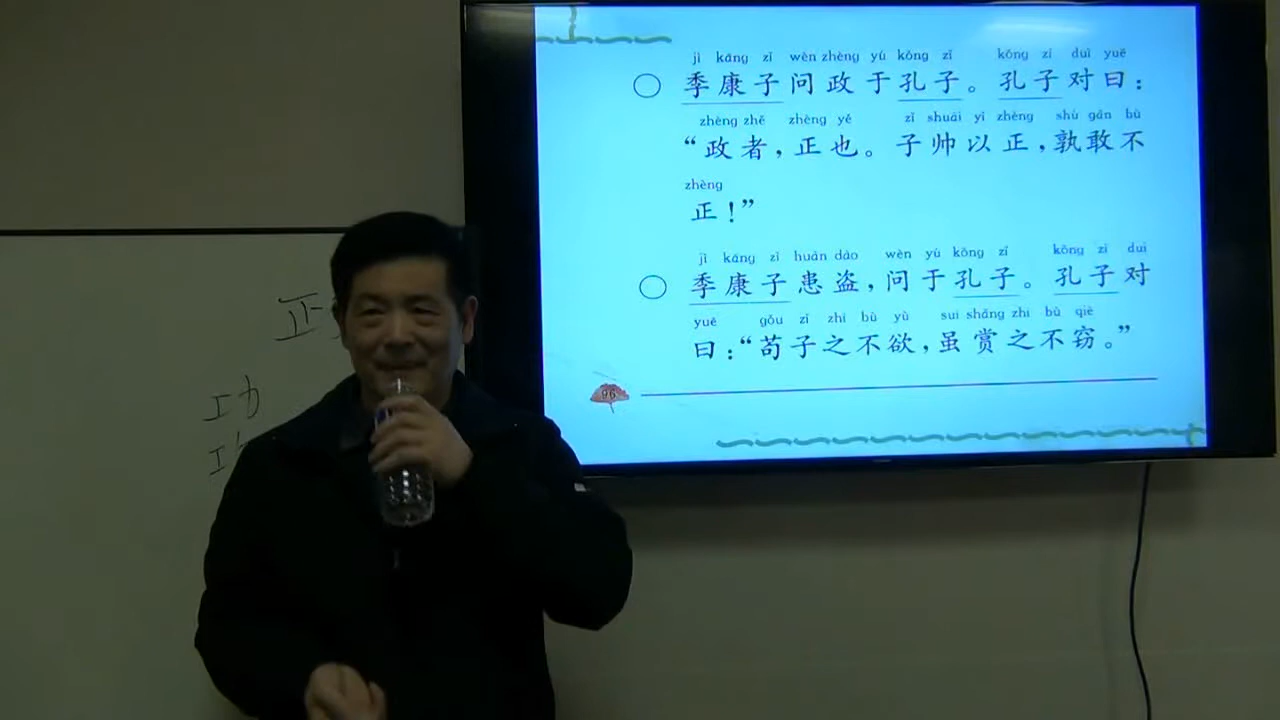 jì kāng zǐ wèn zhèng yú kǒng zǐ kǒng zǐ duì yuē
季康子问政于孔子。孔子对曰：
zhèng zhě zhèng yě zǐ shuài yǐ zhèng shú gǎn bù
“政者，正也。子帅以正，孰敢不
zhèng
正！”
jì kāng zǐ huàn dào wèn yú kǒng zǐ kǒng zǐ duì
季康子患盗，问于孔子。孔子对
yuē gǒu zǐ zhī bù yù suī shǎng zhī bù qiè
曰：“苟子之不欲，虽赏之不窃。”
96
正
工力
工